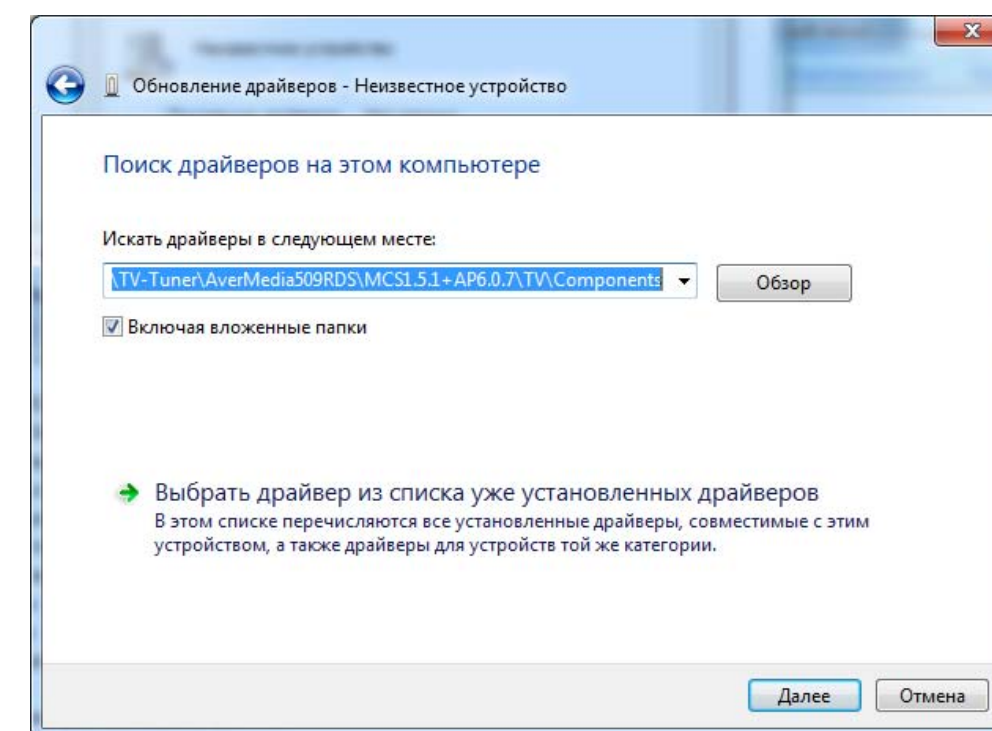 Обновление драйверов - Неизвестное устройство
Поиск драйверов на этом компьютере
Искать драйверы в следующем месте:
\TV-Tuner\AverMedia509RDS\MCS1.5.1+AP6.0.7\TV\Components
Обзор
Включая вложенные папки
Выбрать драйвер из списка уже установленных драйверов
В этом списке перечисляются все установленные драйверы, совместимые с этим
устройством, а также драйверы для устройств той же категории.
Далее
Отмена